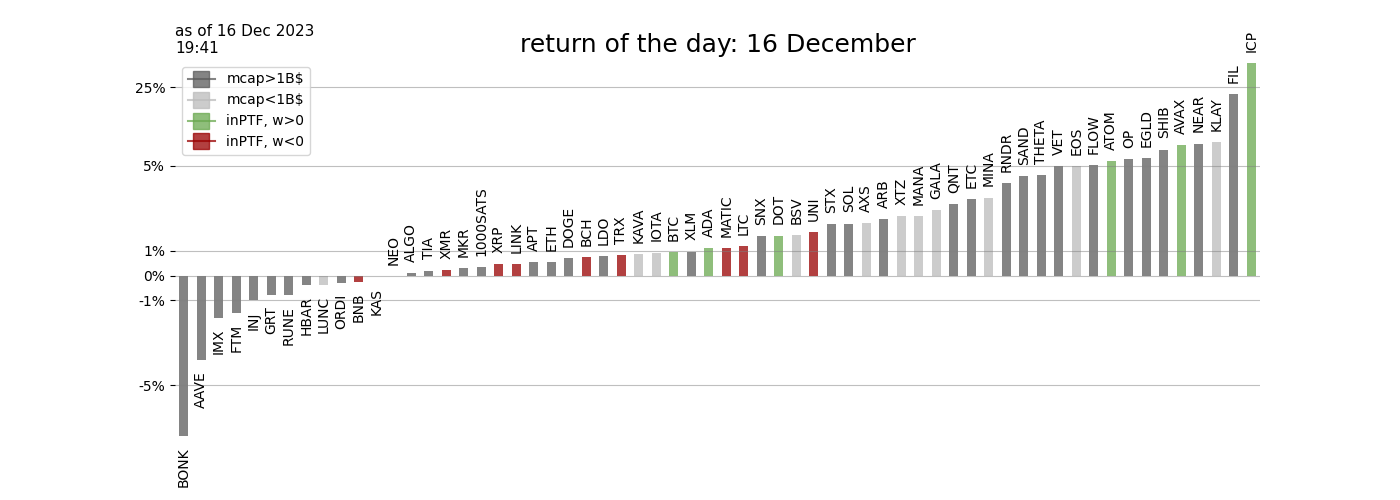 as of 16 Dec 2023
19:41
return of the day: 16 December
mcap>1B$
mcap<1B$
inPTF, w>0
inPTF, w<0
25%
5%
1%
0%
-1%
-5%
BONK
AAVE
IMX
FTM
INJ
GRT
RUNE
HBAR
LUNC
ORDI
BNB
KAS
NEO
ALGO
TIA
XMR
MKR
1000SATS
XRP
LINK
APT
ETH
DOGE
BCH
LDO
TRX
KAVA
IOTA
BTC
XLM
ADA
MATIC
LTC
SNX
DOT
BSV
UNI
STX
SOL
AXS
ARB
XTZ
MANA
GALA
QNT
ETC
MINA
RNDR
SAND
THETA
VET
EOS
FLOW
ATOM
OP
EGLD
SHIB
AVAX
NEAR
KLAY
FIL
ICP